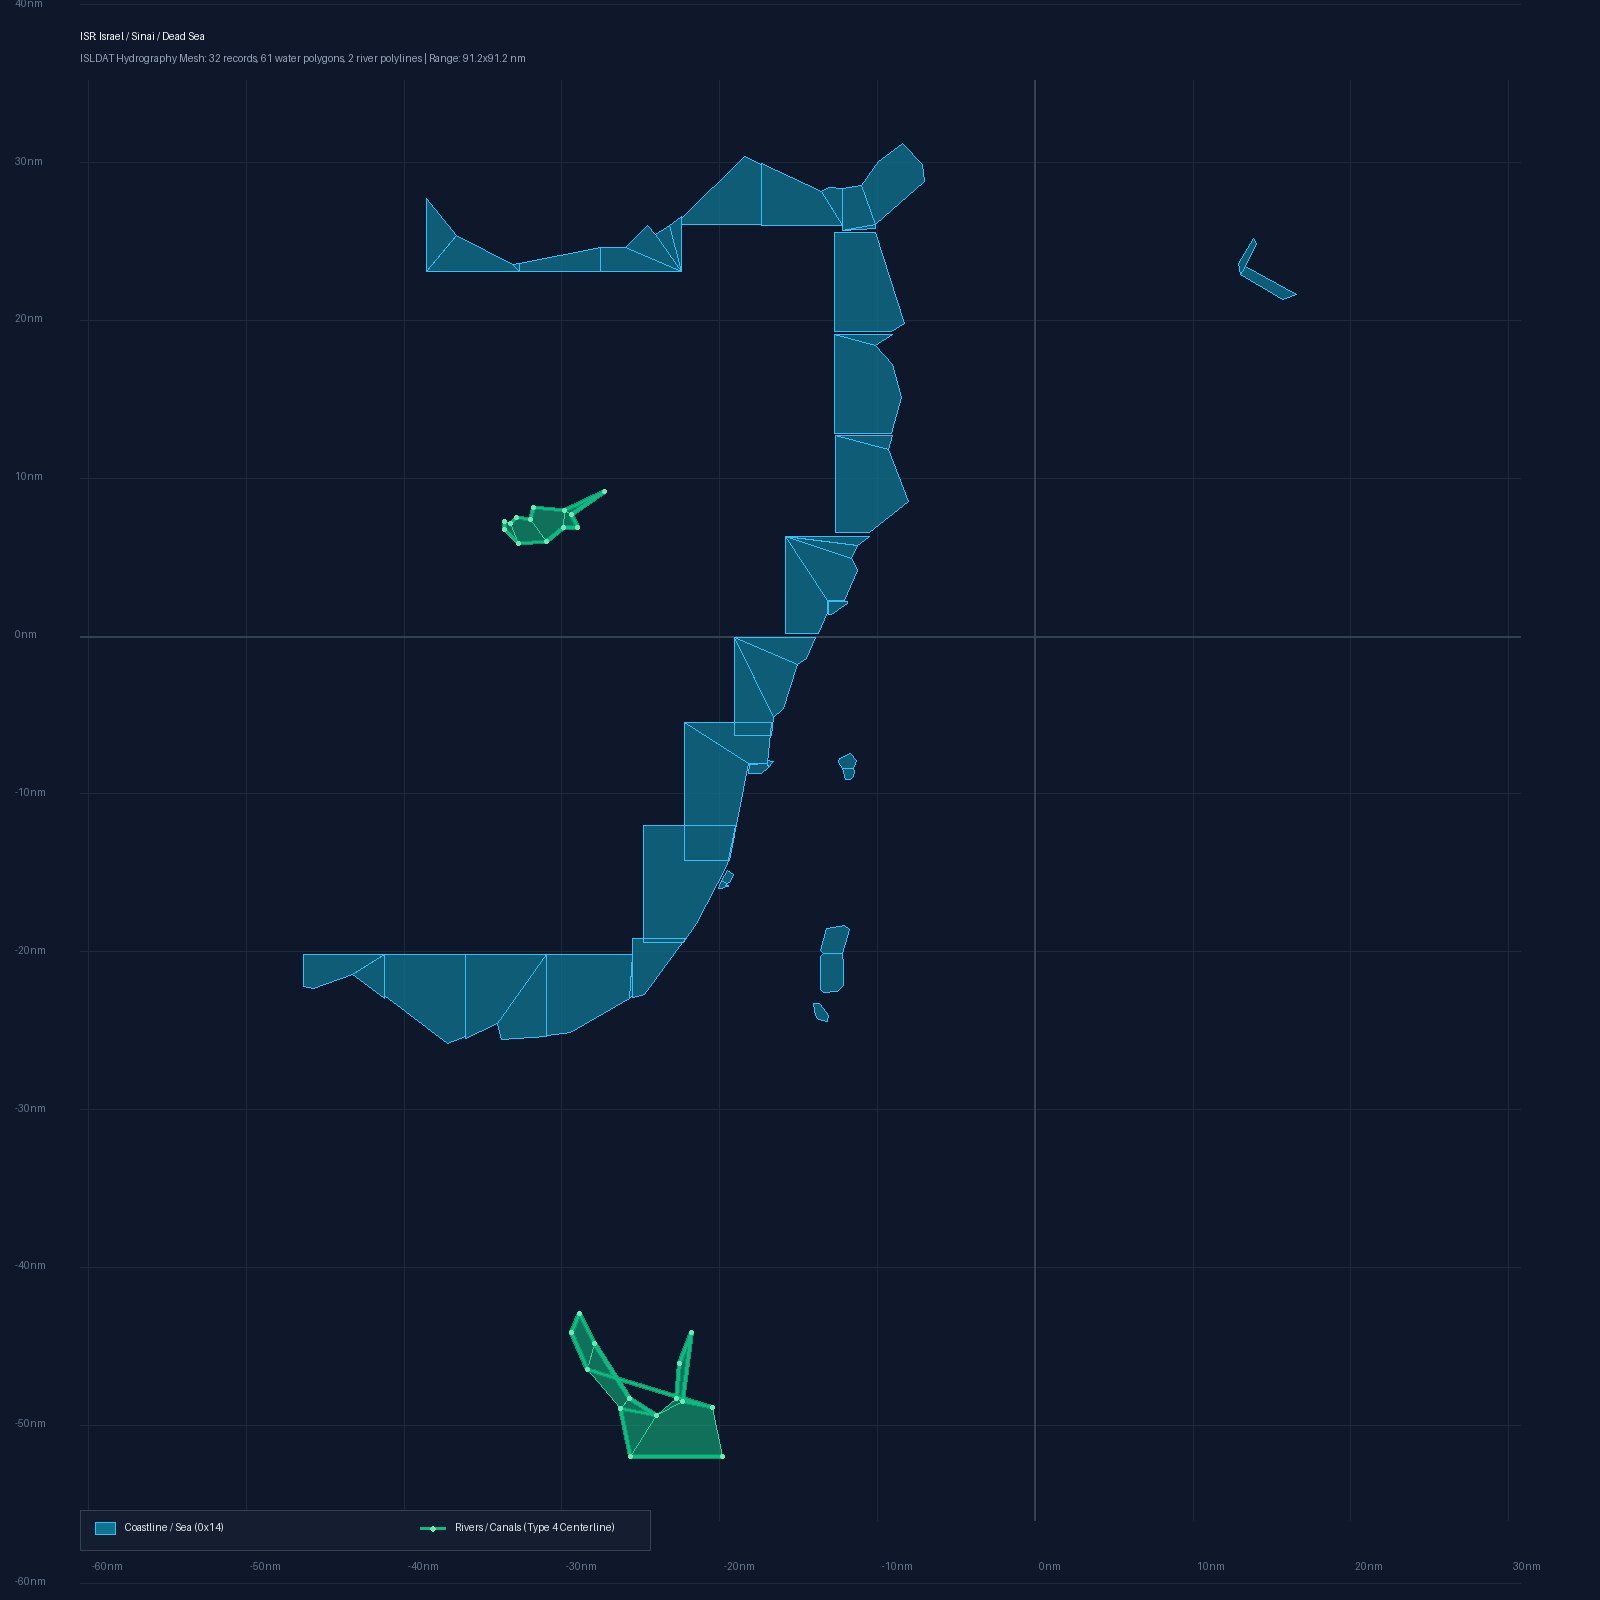 40nm
ISR Israel / Sinai / Dead Sea
ISLDAT Hydrography Mesh: 32 records, 61 water polygons, 2 river polylines | Range: 91.2x91.2 nm
30nm
20nm
10nm
0nm
-10nm
-20nm
-30nm
-40nm
-50nm
Coastline / Sea (0x14)
Rivers / Canals (Type 4 Centerline)
-60nm -50nm -40nm -30nm -20nm -10nm 0nm 10nm 20nm 30nm
-60nm